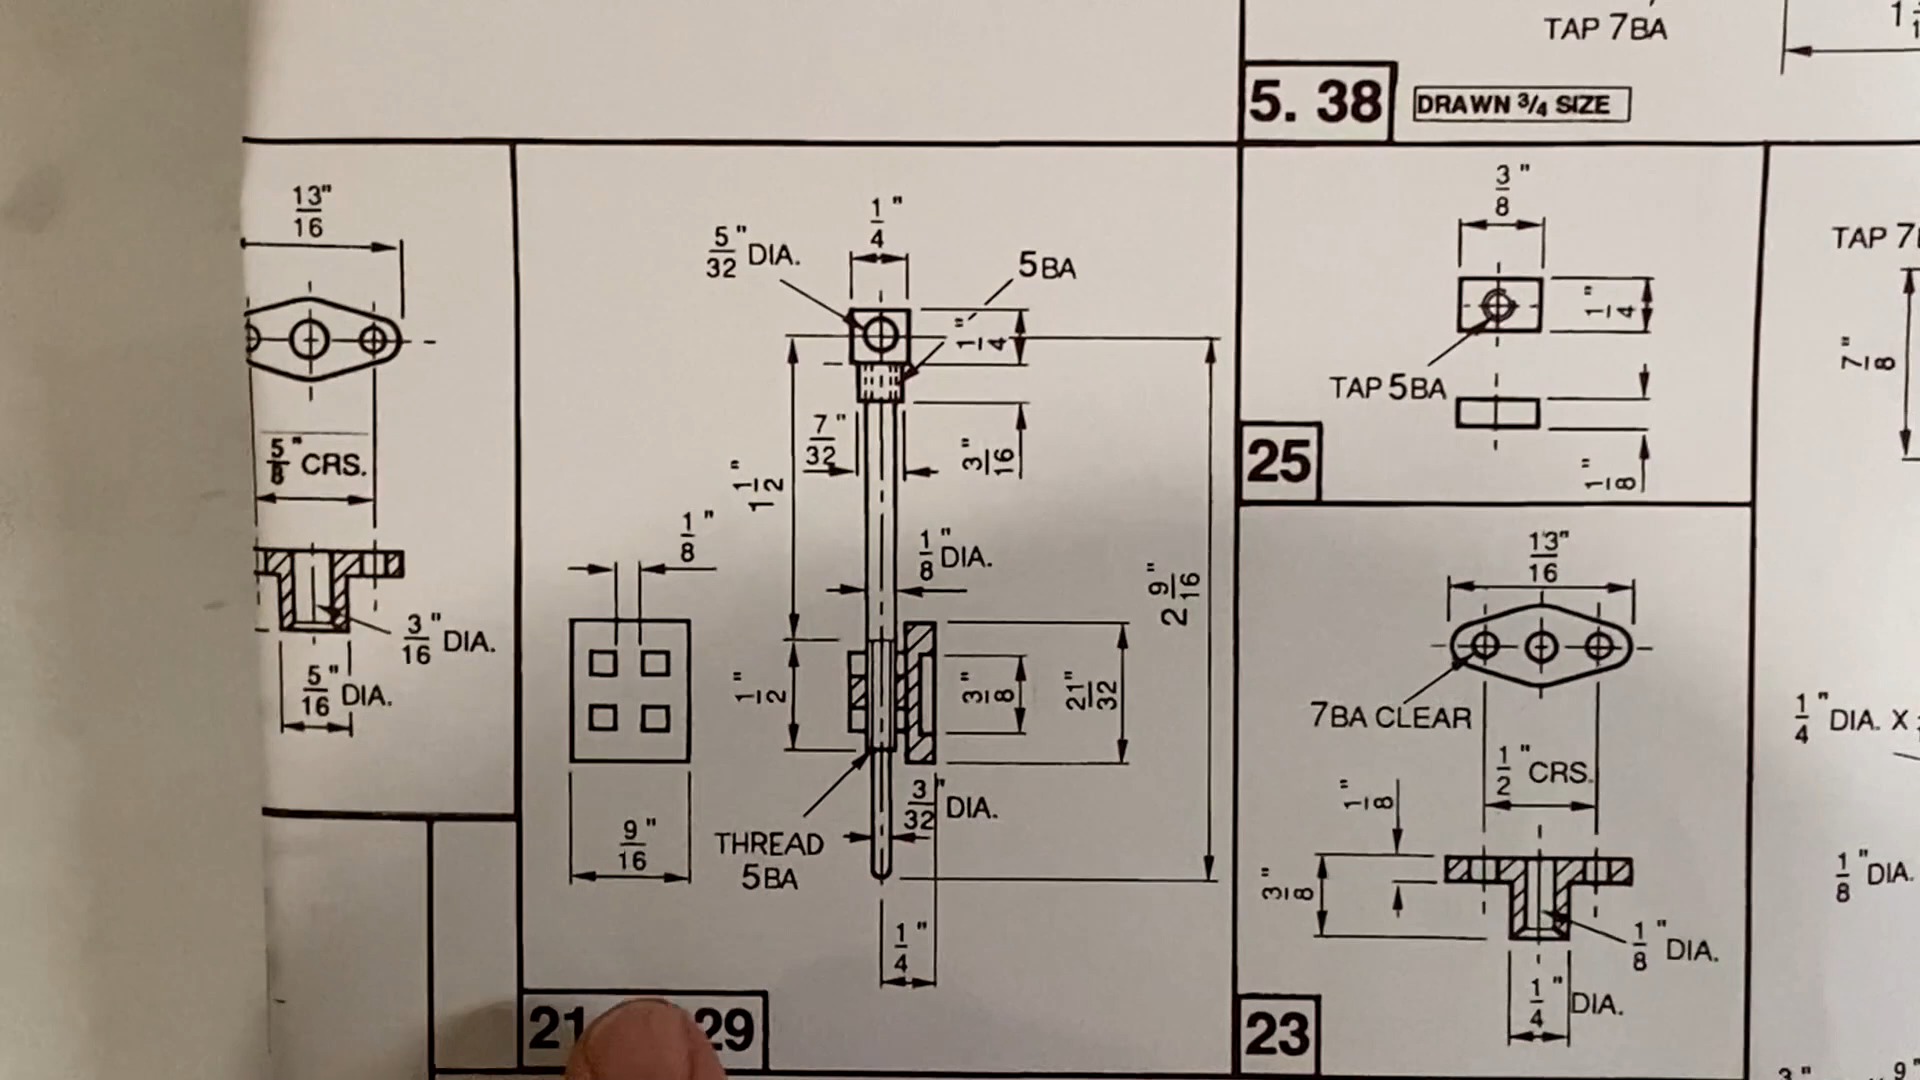 TAP 7BA
5. 38
DRAWN 3/4 SIZE
13"
16
5"
8 CRS.
3"
16 DIA.
5"
16 DIA.
5"
32 DIA.
1"
4
5BA
1"
4
7"
32
3"
16
1 1"
2
1"
8
1"
8 DIA.
2 9"
16
1"
2
3"
8
21"
32
3"
32 DIA.
THREAD
5BA
9"
16
1"
4
21
29
3"
8
1"
4
TAP 5BA
1"
8
25
13"
16
7BA CLEAR
1"
2 CRS.
1"
8
3"
8
1"
8 DIA.
1"
4 DIA.
23
TAP 7
7"
8
1"
4 DIA. X
1"
8 DIA.